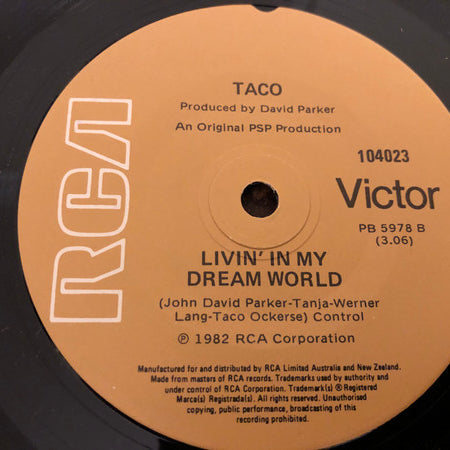 TACO
Produced by David Parker
An Original PSP Production
RCA
104023
Victor
PB 5978 B
(3.06)
LIVIN' IN MY
DREAM WORLD
(John David Parker-Tanja-Werner
Lang-Taco Ockerse) Control
℗ 1982 RCA Corporation
Manufactured for and distributed by RCA Limited Australia and New Zealand.
Made from masters of RCA records. Trademarks used by authority and
under control of RCA Corporation. Trademark(s) ® Registered
Marca(s) Registrada(s). All rights reserved. Unauthorised
copying, public performance, broadcasting of this
recording prohibited.